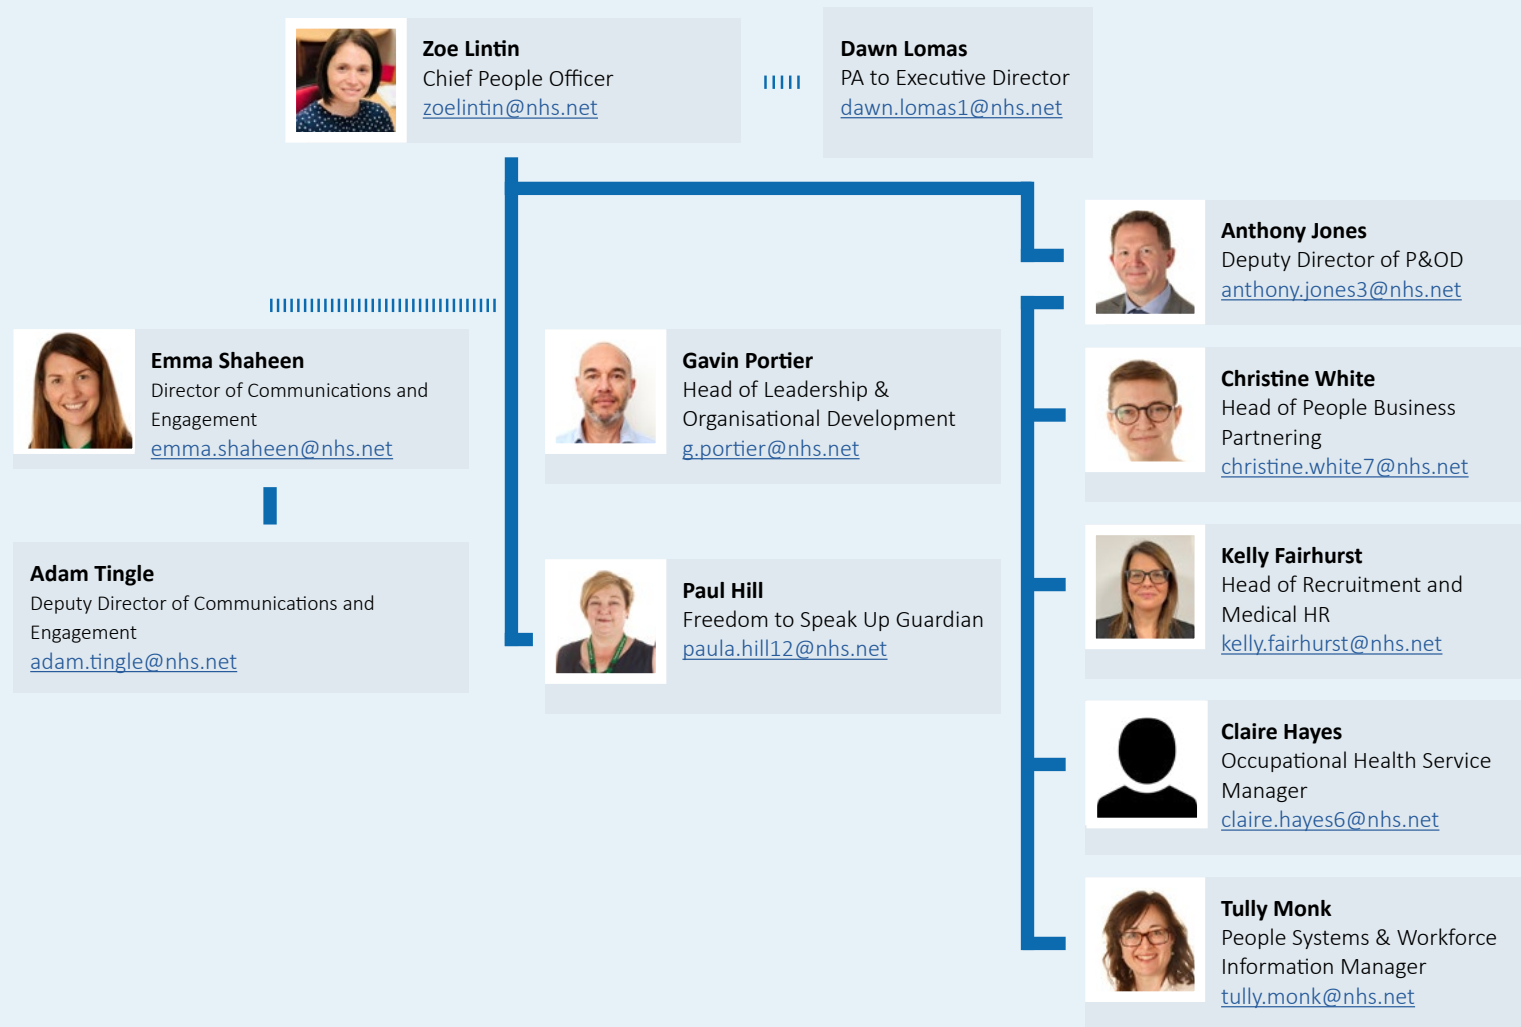 Zoe Lintin
Chief People Officer
zoelintin@nhs.net
Dawn Lomas
PA to Executive Director
dawn.lomas1@nhs.net
Anthony Jones
Deputy Director of P&OD
anthony.jones3@nhs.net
Emma Shaheen
Director of Communications and
Engagement
emma.shaheen@nhs.net
Gavin Portier
Head of Leadership &
Organisational Development
g.portier@nhs.net
Christine White
Head of People Business
Partnering
christine.white7@nhs.net
Adam Tingle
Deputy Director of Communications and
Engagement
adam.tingle@nhs.net
Paul Hill
Freedom to Speak Up Guardian
paula.hill12@nhs.net
Kelly Fairhurst
Head of Recruitment and
Medical HR
kelly.fairhurst@nhs.net
Claire Hayes
Occupational Health Service
Manager
claire.hayes6@nhs.net
Tully Monk
People Systems & Workforce
Information Manager
tully.monk@nhs.net